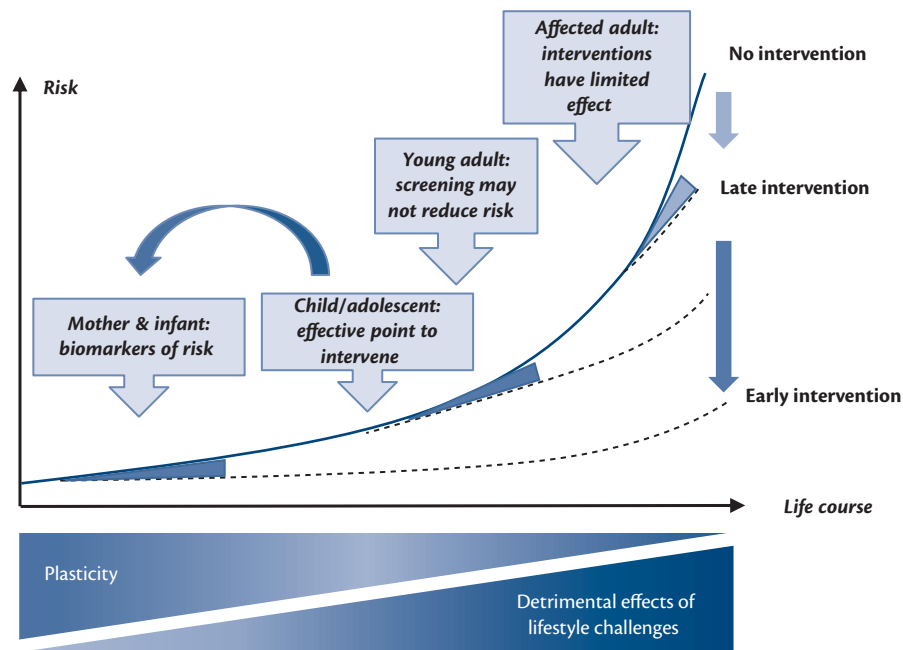 Affected adult:
interventions
have limited
effect
No intervention
Risk
Young adult:
screening may
not reduce risk
Late intervention
Mother & infant:
biomarkers of risk
Child/adolescent:
effective point to
intervene
Early intervention
Life course
Plasticity
Detrimental effects of
lifestyle challenges